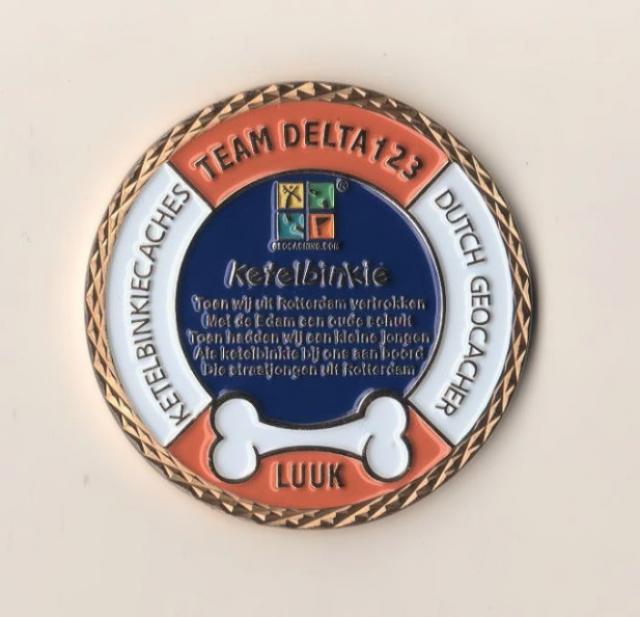 TEAM DELTA123
KETELBINKIECACHES
DUTCH GEOCACHER
®
GEOCACHING.COM
Ketelbinkie
Toen wij uit Rotterdam vertrokken
Met de Edam een oude schuit
Toen hadden wij een kleine jongen
Als ketelbinkie bij ons aan boord
Die straatjongen uit Rotterdam
LUUK